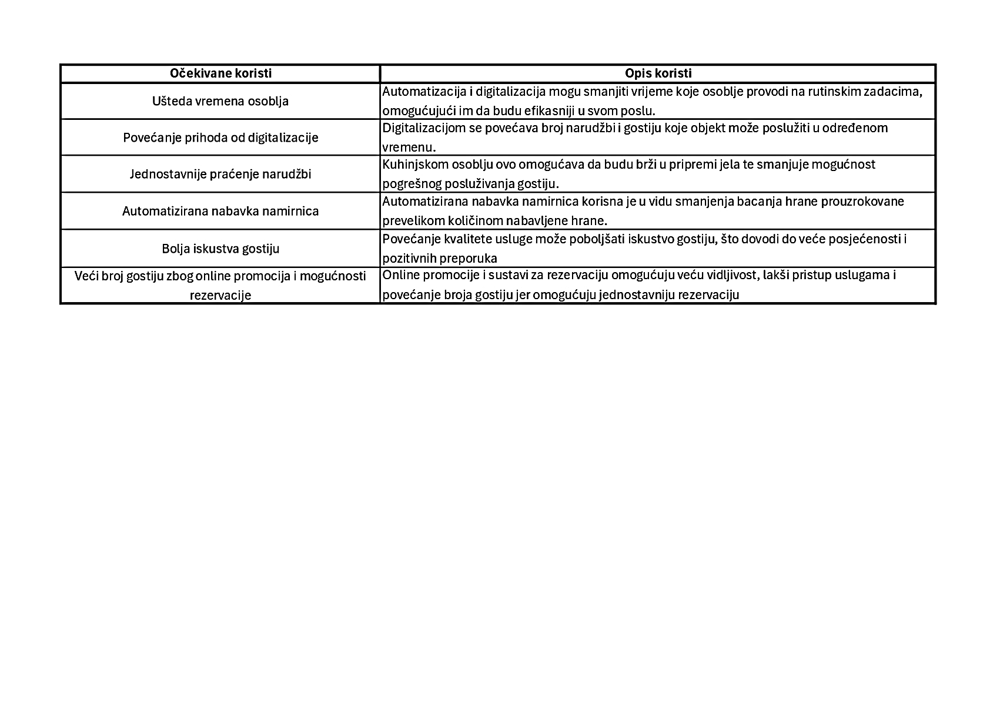 Očekivane koristi
Opis koristi
Ušteda vremena osoblja
Automatizacija i digitalizacija mogu smanjiti vrijeme koje osoblje provodi na rutinskim zadacima,
omogućujući im da budu efikasniji u svom poslu.
Povećanje prihoda od digitalizacije
Digitalizacijom se povećava broj narudžbi i gostiju koje objekt može poslužiti u određenom
vremenu.
Jednostavnije praćenje narudžbi
Kuhinjskom osoblju ovo omogućava da budu brži u pripremi jela te smanjuje mogućnost
pogrešnog posluživanja gostiju.
Automatizirana nabavka namirnica
Automatizirana nabavka namirnica korisna je u vidu smanjenja bacanja hrane prouzrokovane
prevelikom količinom nabavljene hrane.
Bolja iskustva gostiju
Povećanje kvalitete usluge može poboljšati iskustvo gostiju, što dovodi do veće posjećenosti i
pozitivnih preporuka
Veći broj gostiju zbog online promocija i mogućnosti
rezervacije
Online promocije i sustavi za rezervaciju omogućuju veću vidljivost, lakši pristup uslugama i
povećanje broja gostiju jer omogućuju jednostavniju rezervaciju